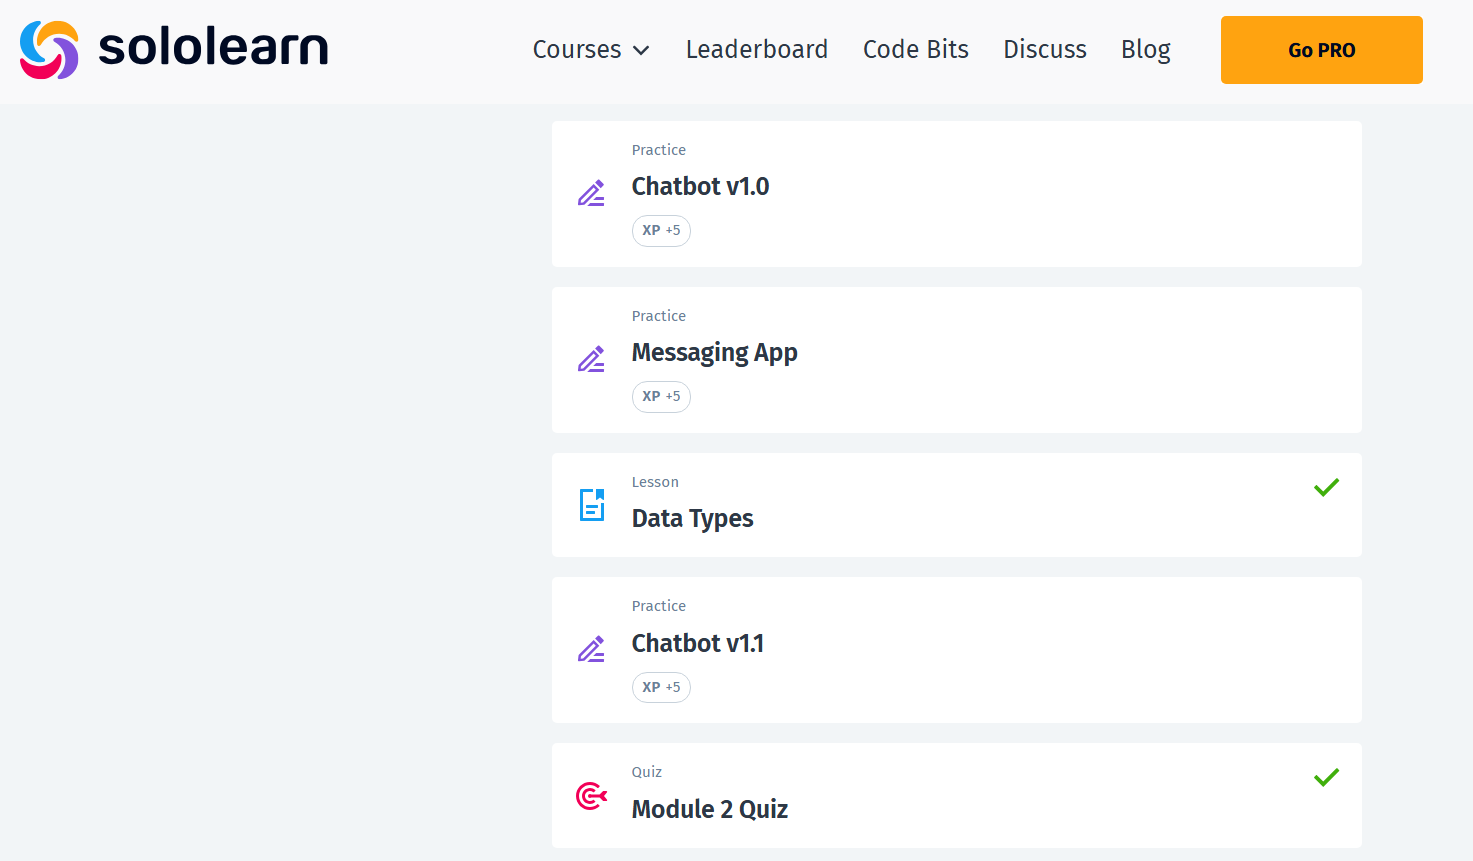 sololearn
Courses
Leaderboard
Code Bits
Discuss
Blog
Go PRO
Practice
Chatbot v1.0
XP +5
Practice
Messaging App
XP +5
Lesson
Data Types
Practice
Chatbot v1.1
XP +5
Quiz
Module 2 Quiz